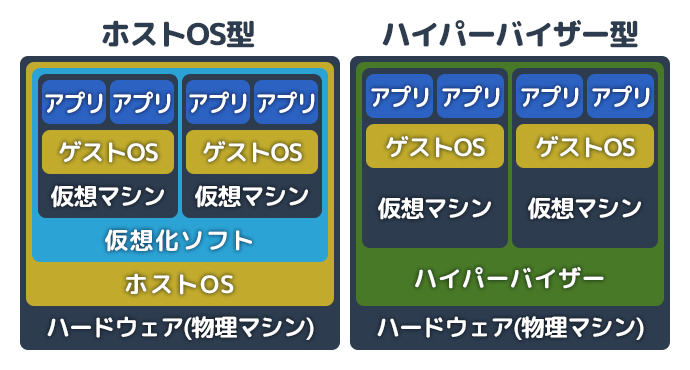 ホストOS型
アプリ アプリ アプリ アプリ
ゲストOS ゲストOS
仮想マシン 仮想マシン
仮想化ソフト
ホストOS
ハードウェア(物理マシン)
ハイパーバイザー型
アプリ アプリ アプリ アプリ
ゲストOS ゲストOS
仮想マシン 仮想マシン
ハイパーバイザー
ハードウェア(物理マシン)